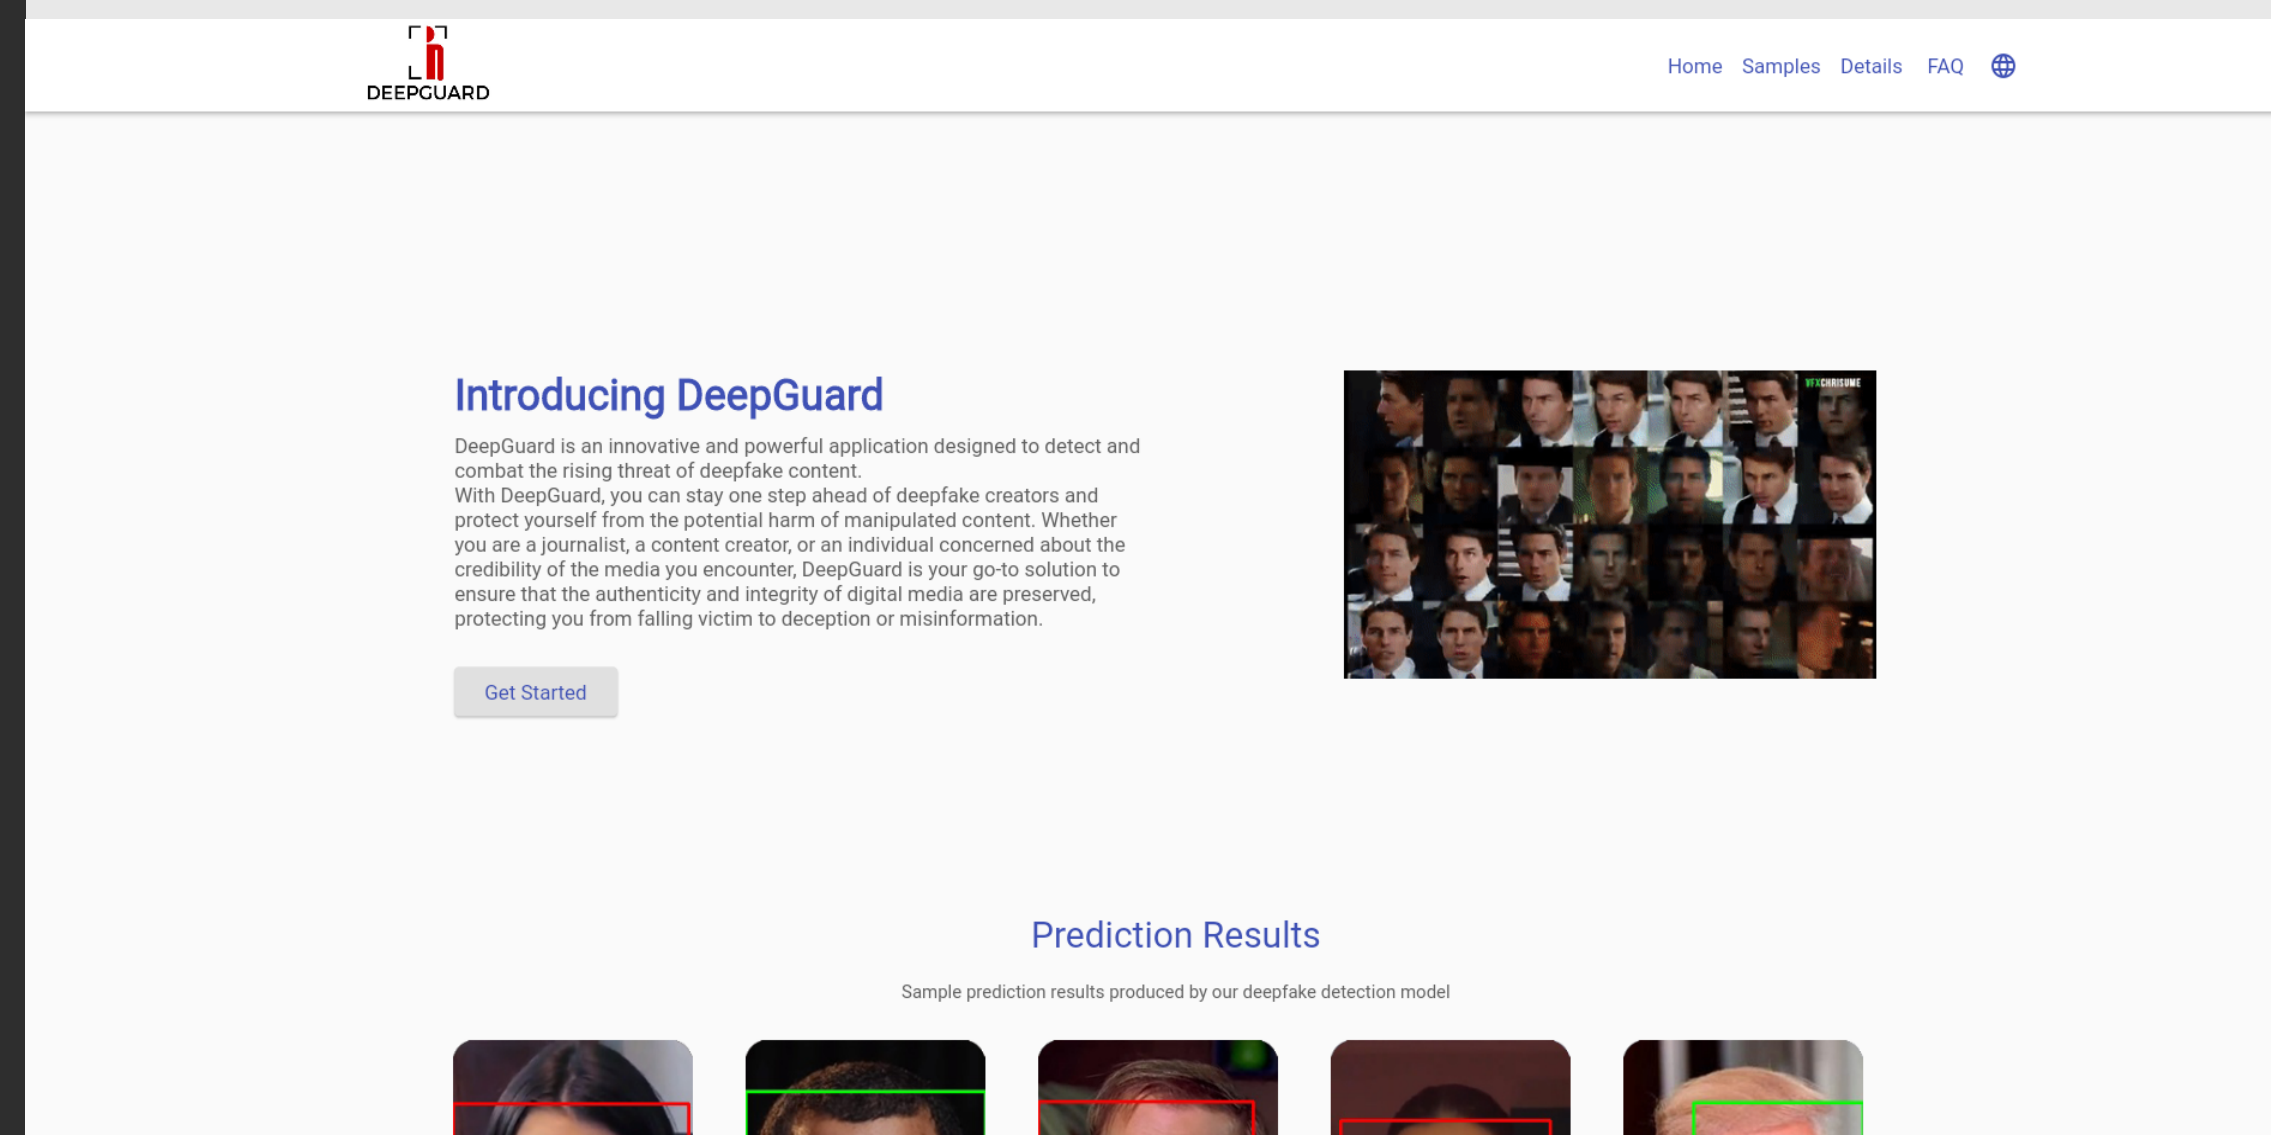 DEEPGUARD
Home Samples Details FAQ
Introducing DeepGuard
DeepGuard is an innovative and powerful application designed to detect and
combat the rising threat of deepfake content.
With DeepGuard, you can stay one step ahead of deepfake creators and
protect yourself from the potential harm of manipulated content. Whether
you are a journalist, a content creator, or an individual concerned about the
credibility of the media you encounter, DeepGuard is your go-to solution to
ensure that the authenticity and integrity of digital media are preserved,
protecting you from falling victim to deception or misinformation.
VFXCHRISUME
Get Started
Prediction Results
Sample prediction results produced by our deepfake detection model